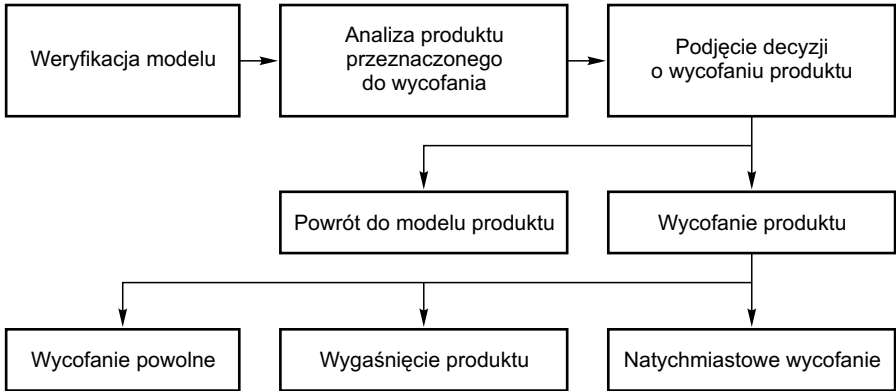 Weryfikacja modelu
Analiza produktu
przeznaczonego
do wycofania
Podjęcie decyzji
o wycofaniu produktu
Powrót do modelu produktu
Wycofanie produktu
Wycofanie powolne
Wygaśnięcie produktu
Natychmiastowe wycofanie